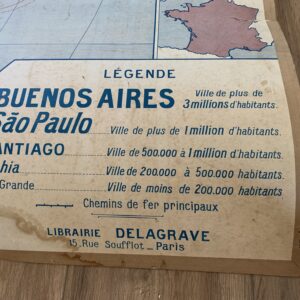 LÉGENDE
BUENOS AIRES Ville de plus de 3 millions d'habitants.
São Paulo Ville de plus de 1 million d'habitants.
ANTIAGO Ville de 500.000 à 1 million d'habitants.
hia Ville de 200.000 à 500.000 habitants
Grande Ville de moins de 200.000 habitants
Chemins de fer principaux
LIBRAIRIE DELAGRAVE
15, Rue Soufflot _ Paris